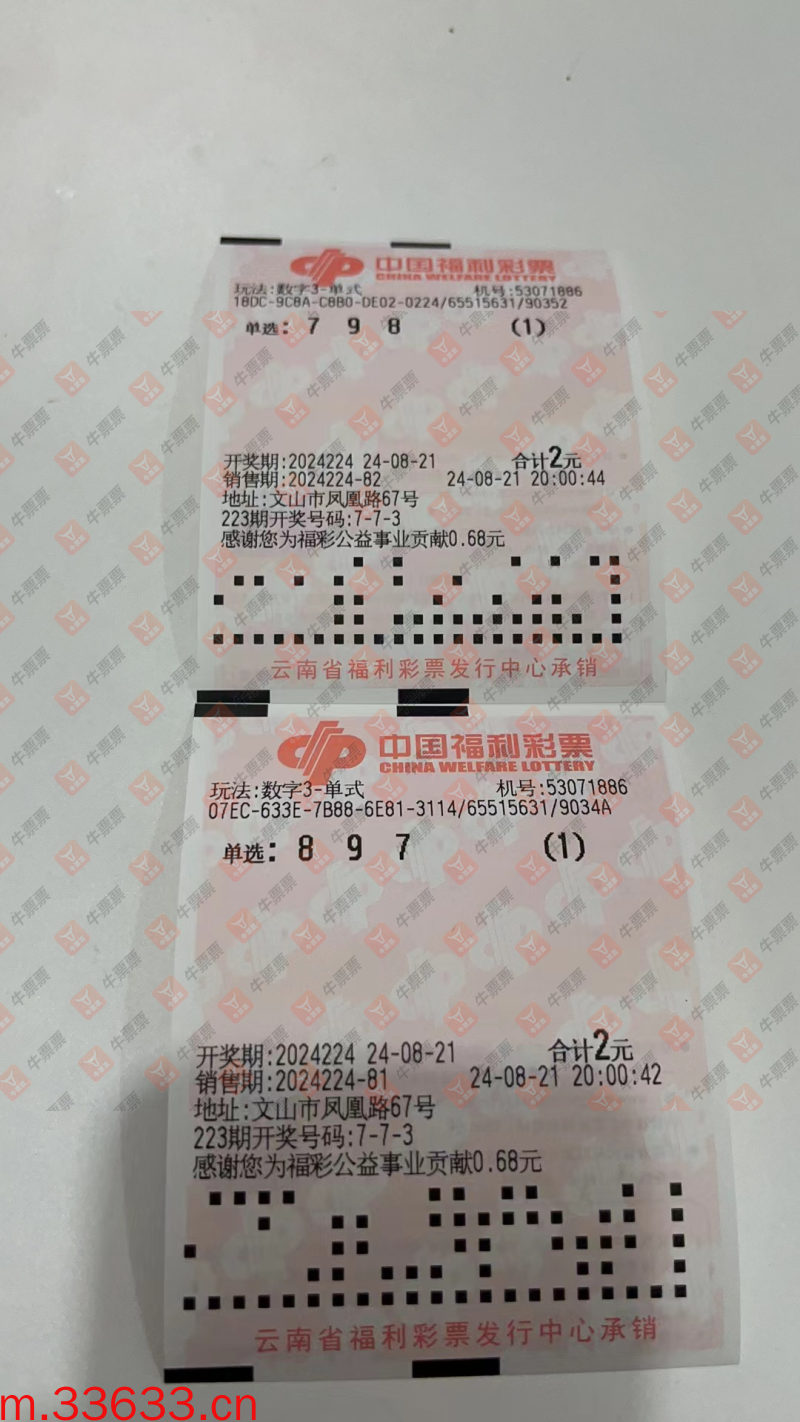 中国福利彩票
CHINA WELFARE LOTTERY
玩法:数字3-单式 机号:53071886
18DC-9C8A-C8B0-DE02-0224/65515631/90352
单选: 7 9 8 (1)
开奖期:2024224 24-08-21 合计2元
销售期:2024224-82 24-08-21 20:00:44
地址:文山市凤凰路67号
223期开奖号码:7-7-3
感谢您为福彩公益事业贡献0.68元
云南省福利彩票发行中心承销
中国福利彩票
CHINA WELFARE LOTTERY
玩法:数字3-单式 机号:53071886
07EC-633E-7B88-6E81-3114/65515631/9034A
单选: 8 9 7 (1)
开奖期:2024224 24-08-21 合计2元
销售期:2024224-81 24-08-21 20:00:42
地址:文山市凤凰路67号
223期开奖号码:7-7-3
感谢您为福彩公益事业贡献0.68元
云南省福利彩票发行中心承销
牛票票
m.33633.cn